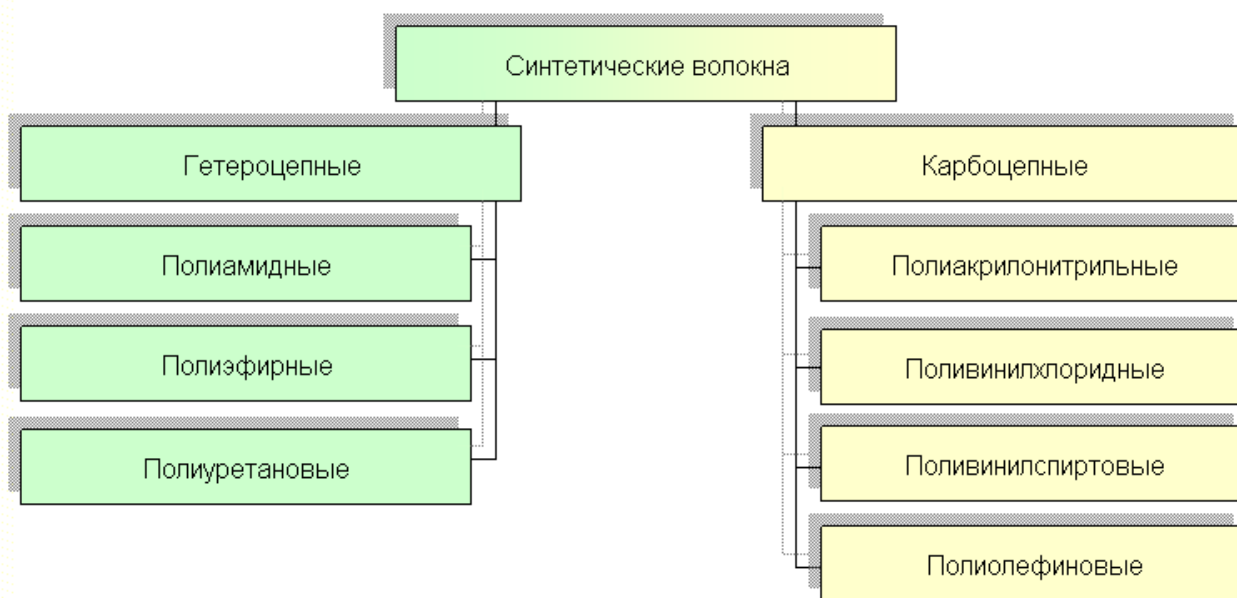 Синтетические волокна
Гетероцепные
Полиамидные
Полиэфирные
Полиуретановые
Карбоцепные
Полиакрилонитрильные
Поливинилхлоридные
Поливинилспиртовые
Полиолефиновые